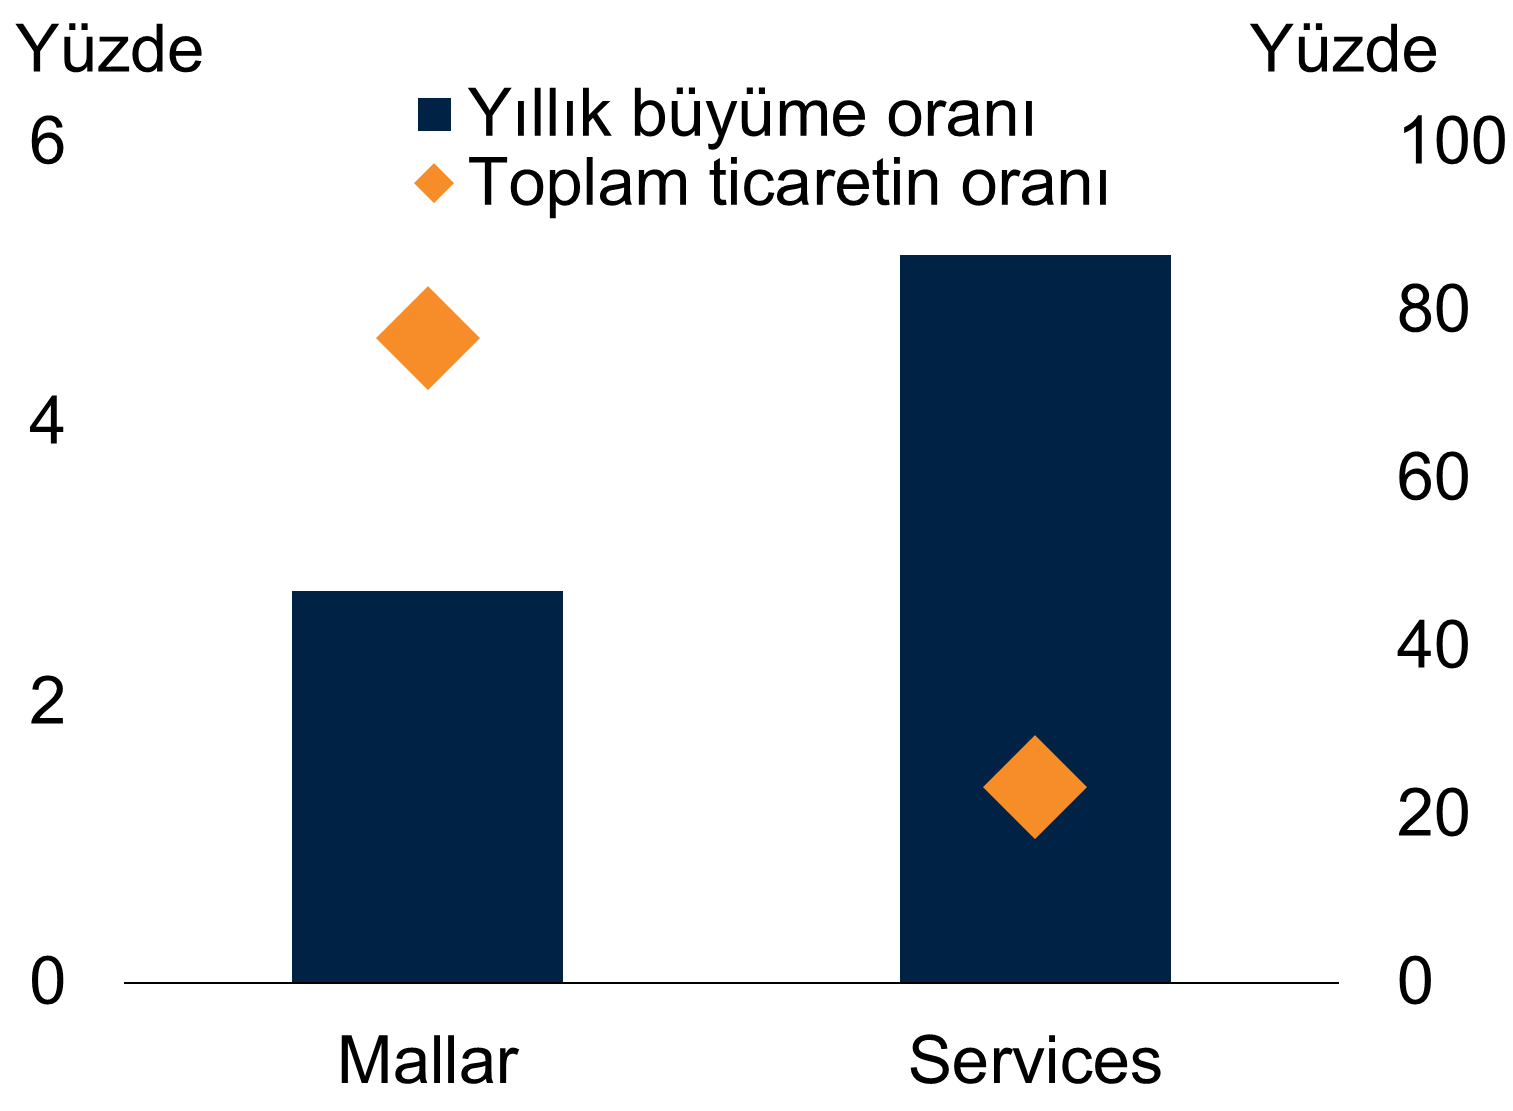 Yüzde
Yüzde
Yıllık büyüme oranı
Toplam ticaretin oranı
6
4
2
0
100
80
60
40
20
0
Mallar
Services